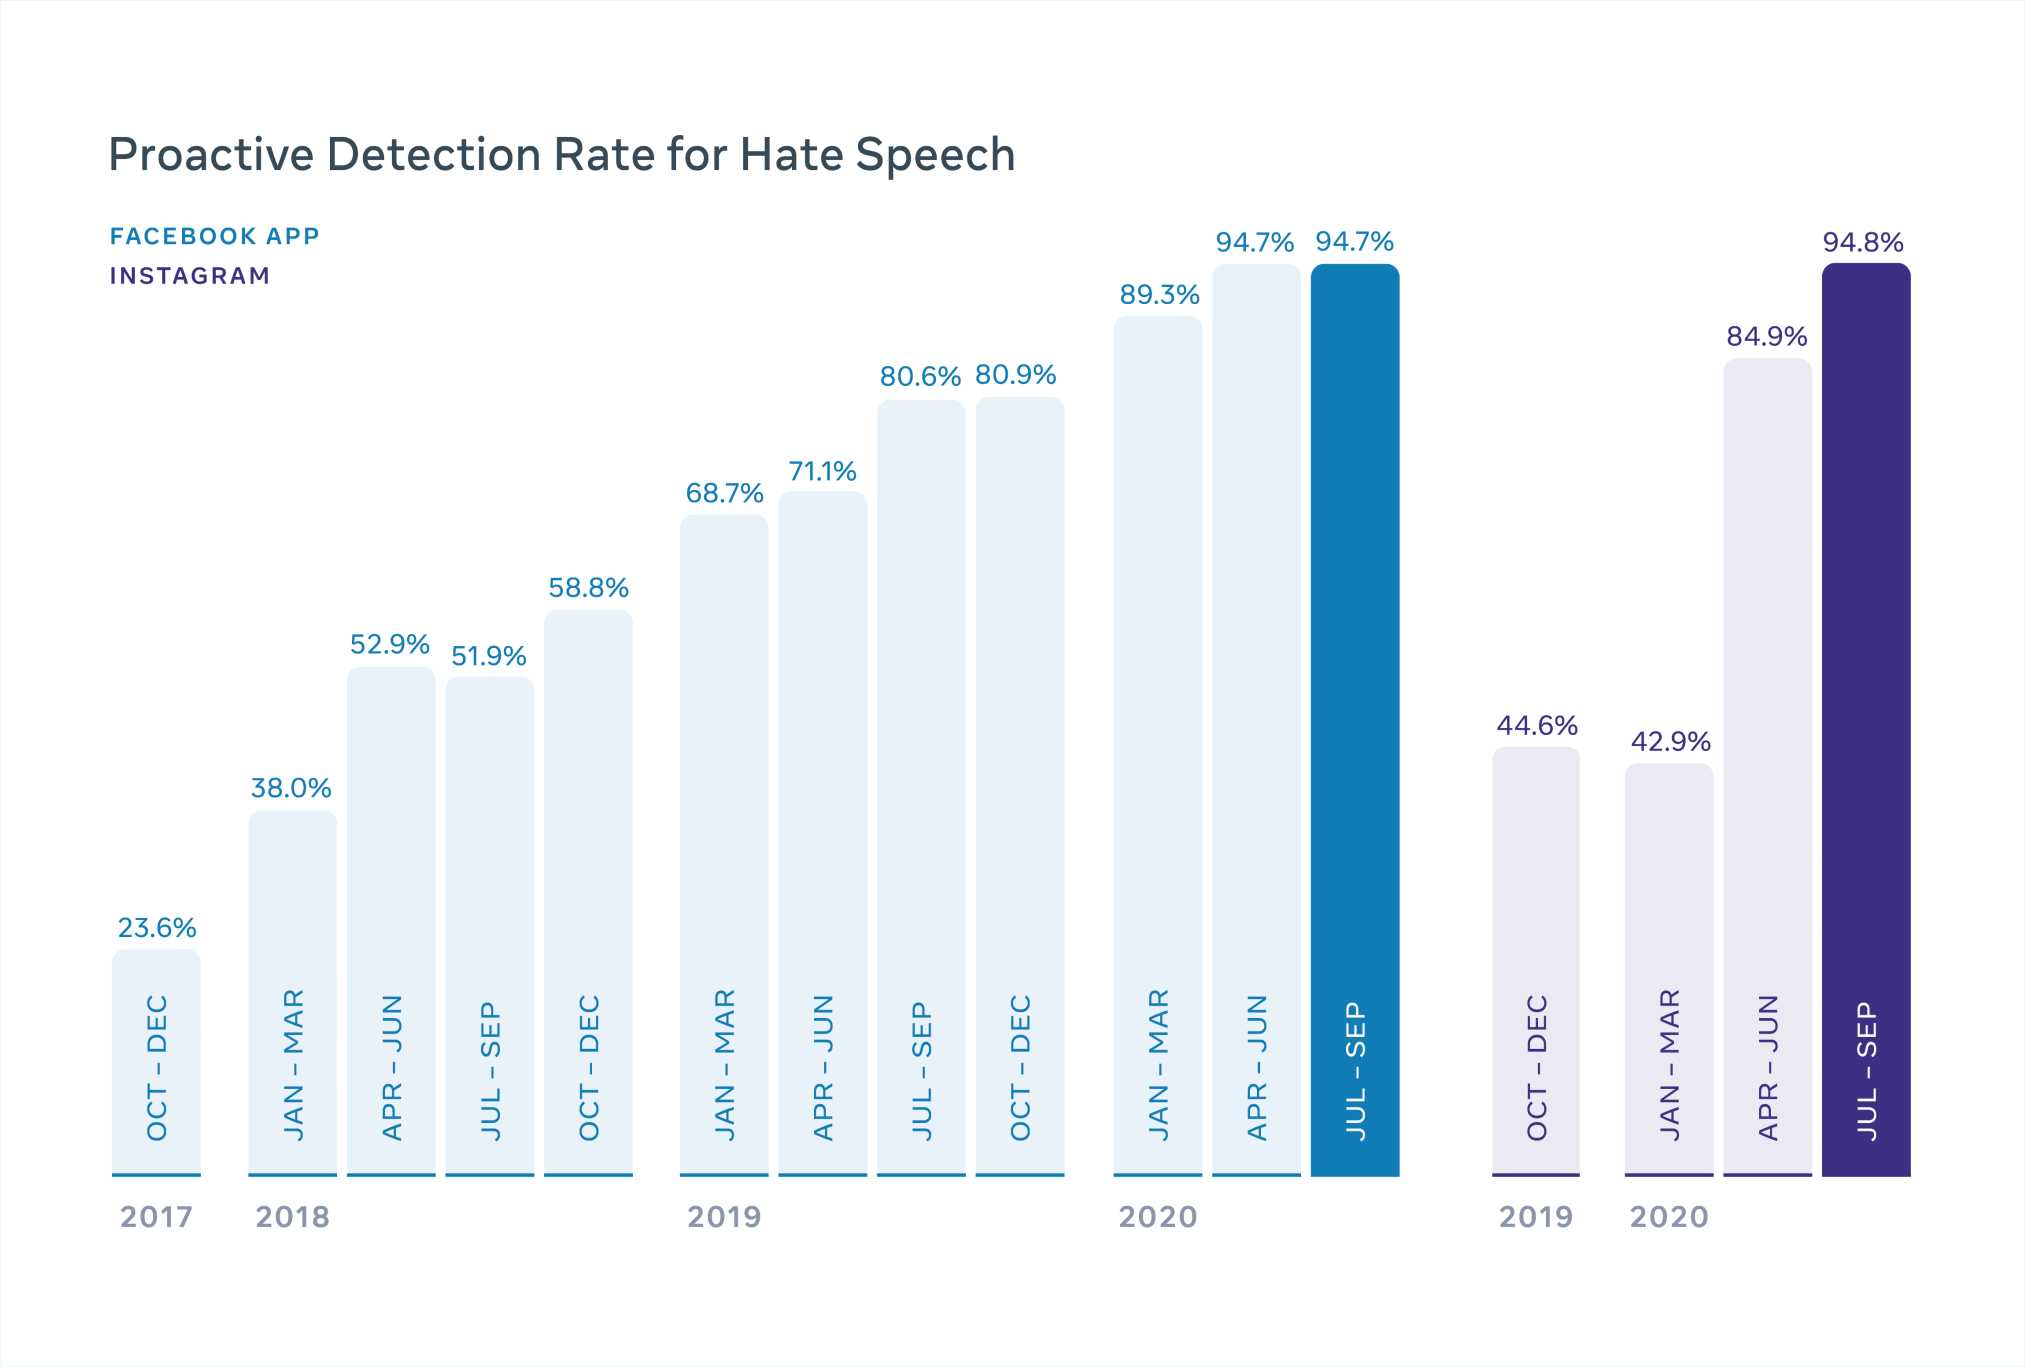 Proactive Detection Rate for Hate Speech
FACEBOOK APP
INSTAGRAM
23.6%
38.0%
52.9%
51.9%
58.8%
68.7%
71.1%
80.6%
80.9%
89.3%
94.7%
94.7%
44.6%
42.9%
84.9%
94.8%
OCT – DEC
JAN – MAR
APR – JUN
JUL – SEP
OCT – DEC
JAN – MAR
APR – JUN
JUL – SEP
OCT – DEC
JAN – MAR
APR – JUN
JUL – SEP
OCT – DEC
JAN – MAR
APR – JUN
JUL – SEP
2017
2018
2019
2020
2019
2020